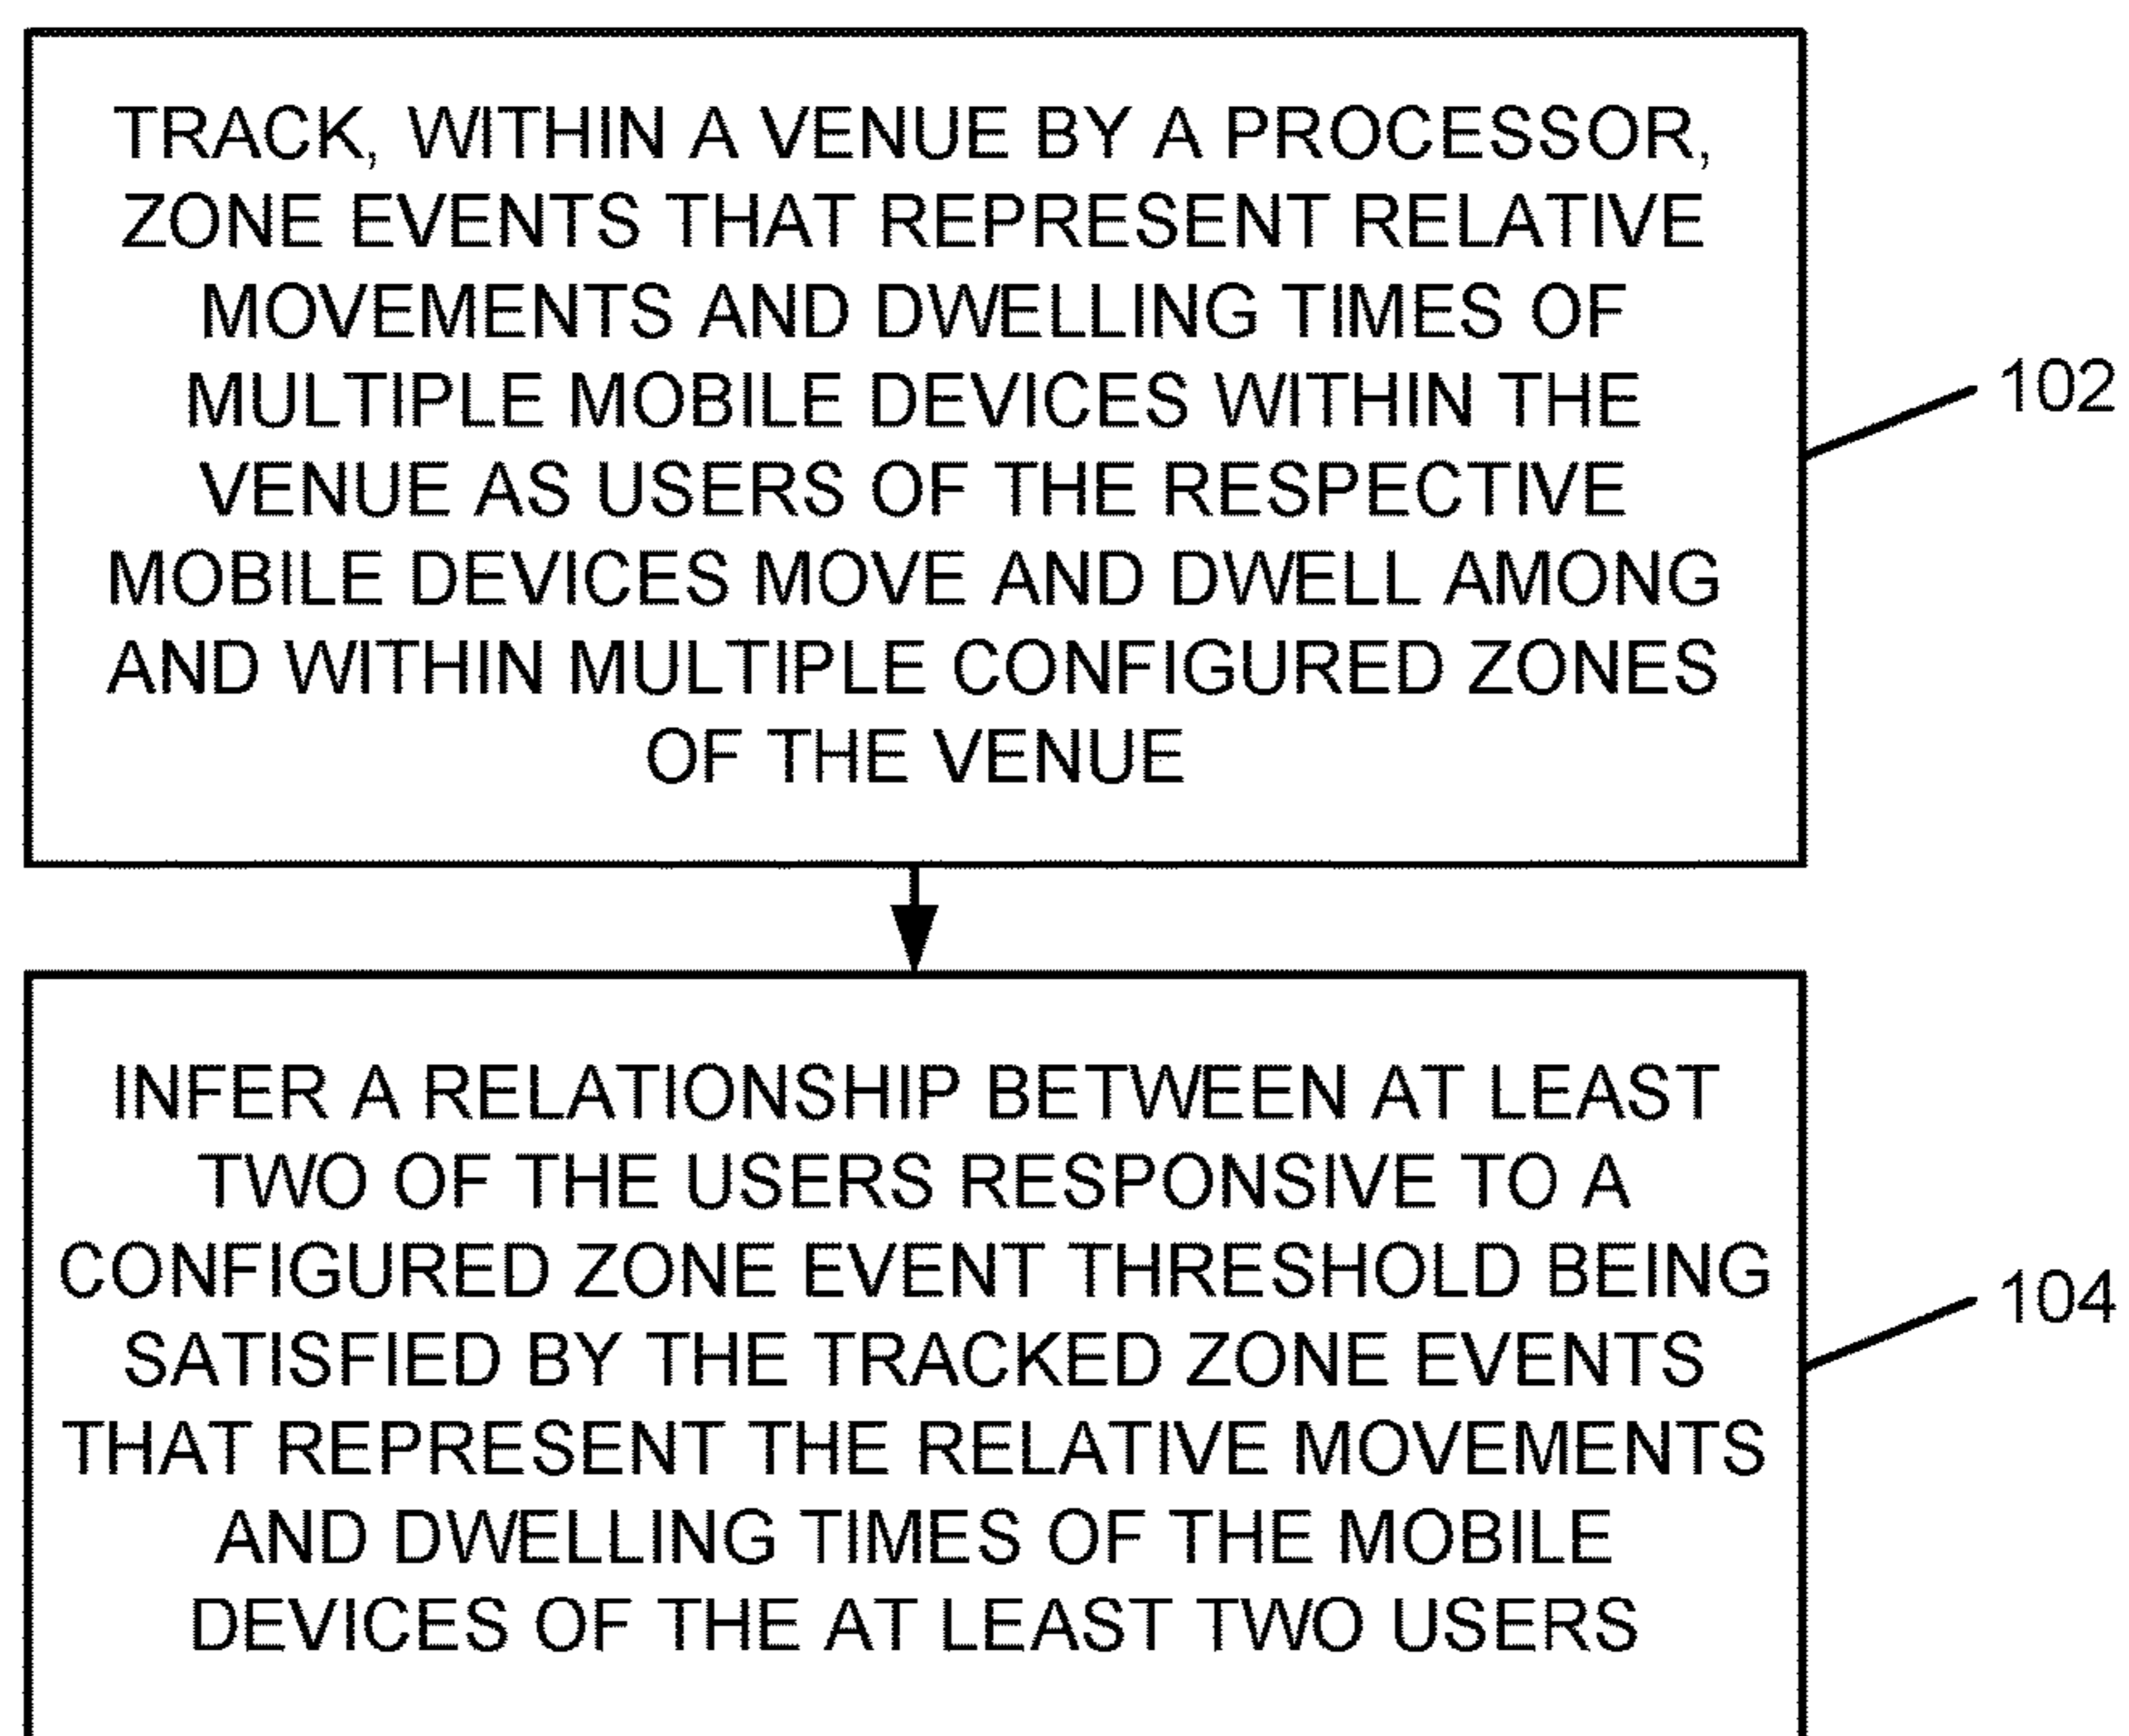 TRACK, WITHIN A VENUE BY A PROCESSOR,
ZONE EVENTS THAT REPRESENT RELATIVE
MOVEMENTS AND DWELLING TIMES OF
MULTIPLE MOBILE DEVICES WITHIN THE
VENUE AS USERS OF THE RESPECTIVE
MOBILE DEVICES MOVE AND DWELL AMONG
AND WITHIN MULTIPLE CONFIGURED ZONES
OF THE VENUE
102
INFER A RELATIONSHIP BETWEEN AT LEAST
TWO OF THE USERS RESPONSIVE TO A
CONFIGURED ZONE EVENT THRESHOLD BEING
SATISFIED BY THE TRACKED ZONE EVENTS
THAT REPRESENT THE RELATIVE MOVEMENTS
AND DWELLING TIMES OF THE MOBILE
DEVICES OF THE AT LEAST TWO USERS
104